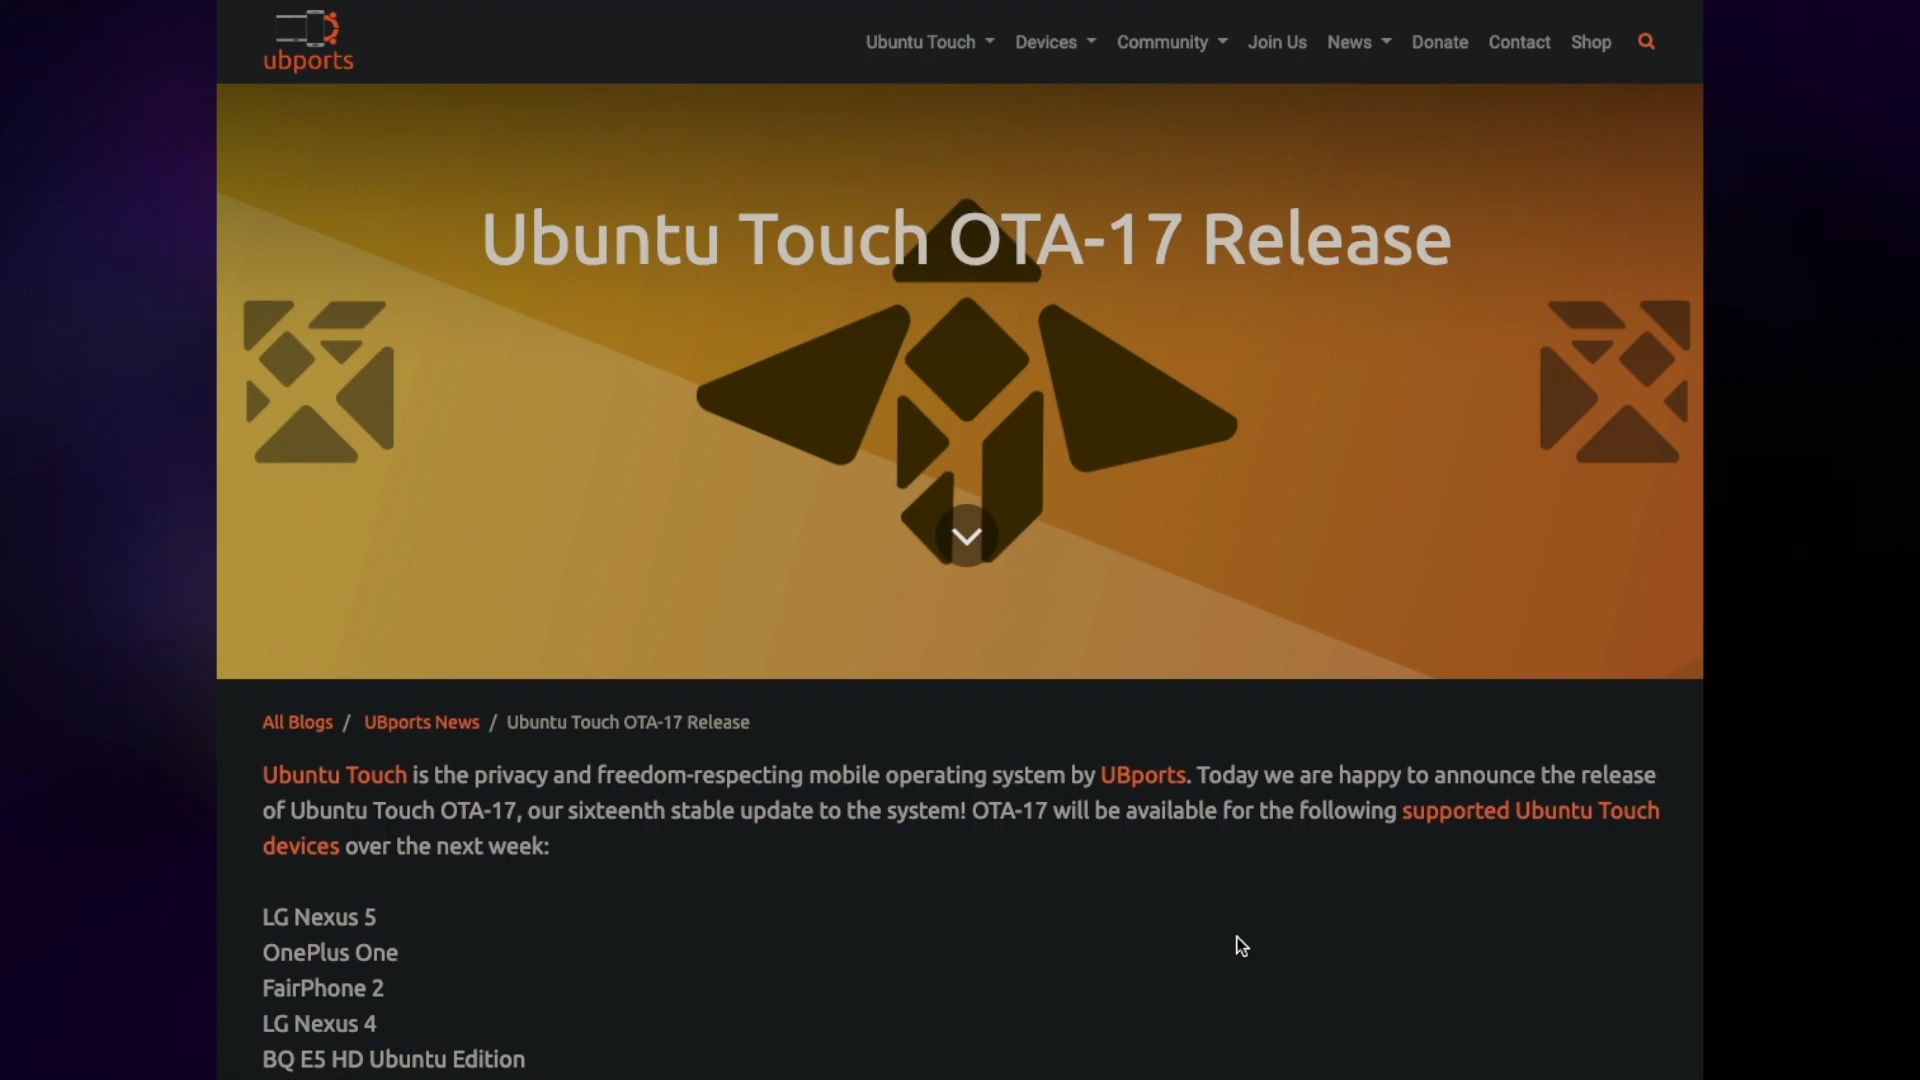 ubports
Ubuntu Touch Devices Community Join Us News Donate Contact Shop
Ubuntu Touch OTA-17 Release
All Blogs / UBports News / Ubuntu Touch OTA-17 Release
Ubuntu Touch is the privacy and freedom-respecting mobile operating system by UBports. Today we are happy to announce the release
of Ubuntu Touch OTA-17, our sixteenth stable update to the system! OTA-17 will be available for the following supported Ubuntu Touch
devices over the next week:
LG Nexus 5
OnePlus One
FairPhone 2
LG Nexus 4
BQ E5 HD Ubuntu Edition